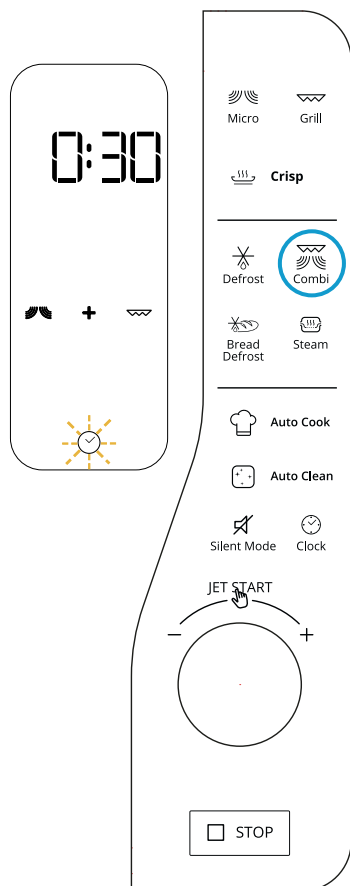 0:30
+
Micro Grill
Crisp
Defrost Combi
Bread Steam
Defrost
Auto Cook
Auto Clean
Silent Mode Clock
JET START
− +
STOP